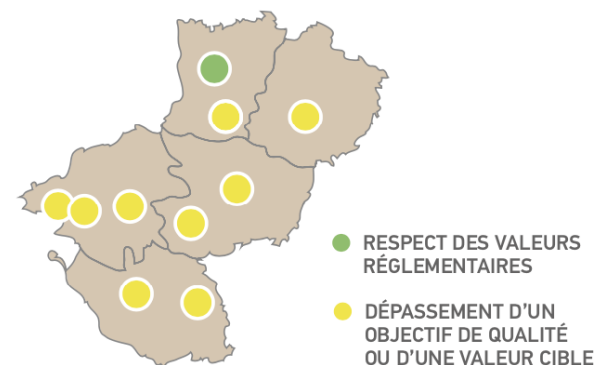 RESPECT DES VALEURS
RÉGLEMENTAIRES
DÉPASSEMENT D'UN
OBJECTIF DE QUALITÉ
OU D'UNE VALEUR CIBLE